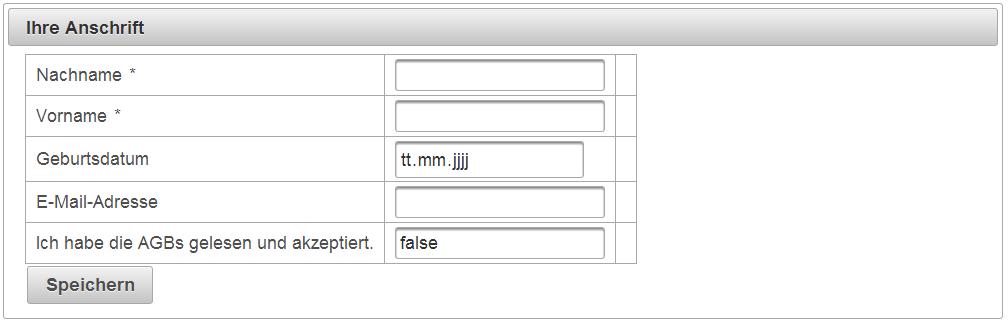 Ihre Anschrift
Nachname *
Vorname *
Geburtsdatum tt.mm.jjjj
E-Mail-Adresse
Ich habe die AGBs gelesen und akzeptiert. false
Speichern